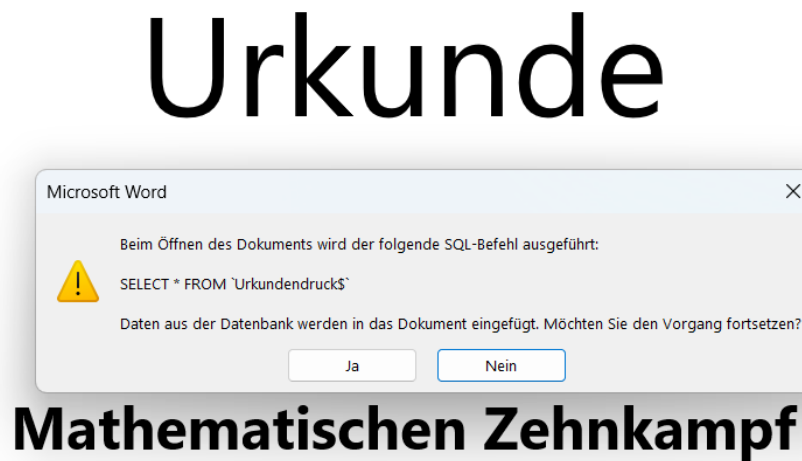 Urkunde
Microsoft Word
Beim Öffnen des Dokuments wird der folgende SQL-Befehl ausgeführt:
SELECT * FROM `Urkundendruck$`
Daten aus der Datenbank werden in das Dokument eingefügt. Möchten Sie den Vorgang fortsetzen?
Ja Nein
Mathematischen Zehnkampf